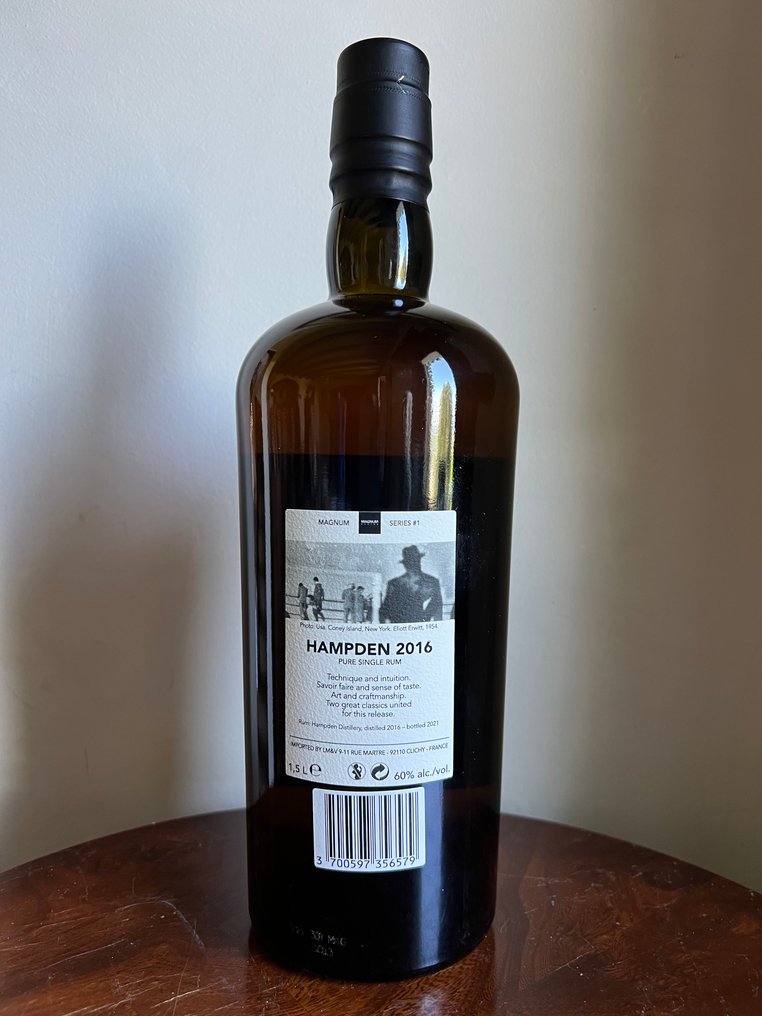 MAGNUM MAGNUM PHOTOS SERIES #1
Photo: Usa. Coney Island, New York. Eliott Erwitt, 1954.
HAMPDEN 2016
PURE SINGLE RUM
Technique and intuition.
Savoir faire and sense of taste.
Art and craftmanship.
Two great classics united
for this release.
Rum: Hampden Distillery, distilled 2016 – bottled 2021
IMPORTED BY LM&V 9-11 RUE MARTRE - 92110 CLICHY - FRANCE
1,5 L℮ 60% alc./vol.
3 700597 356579